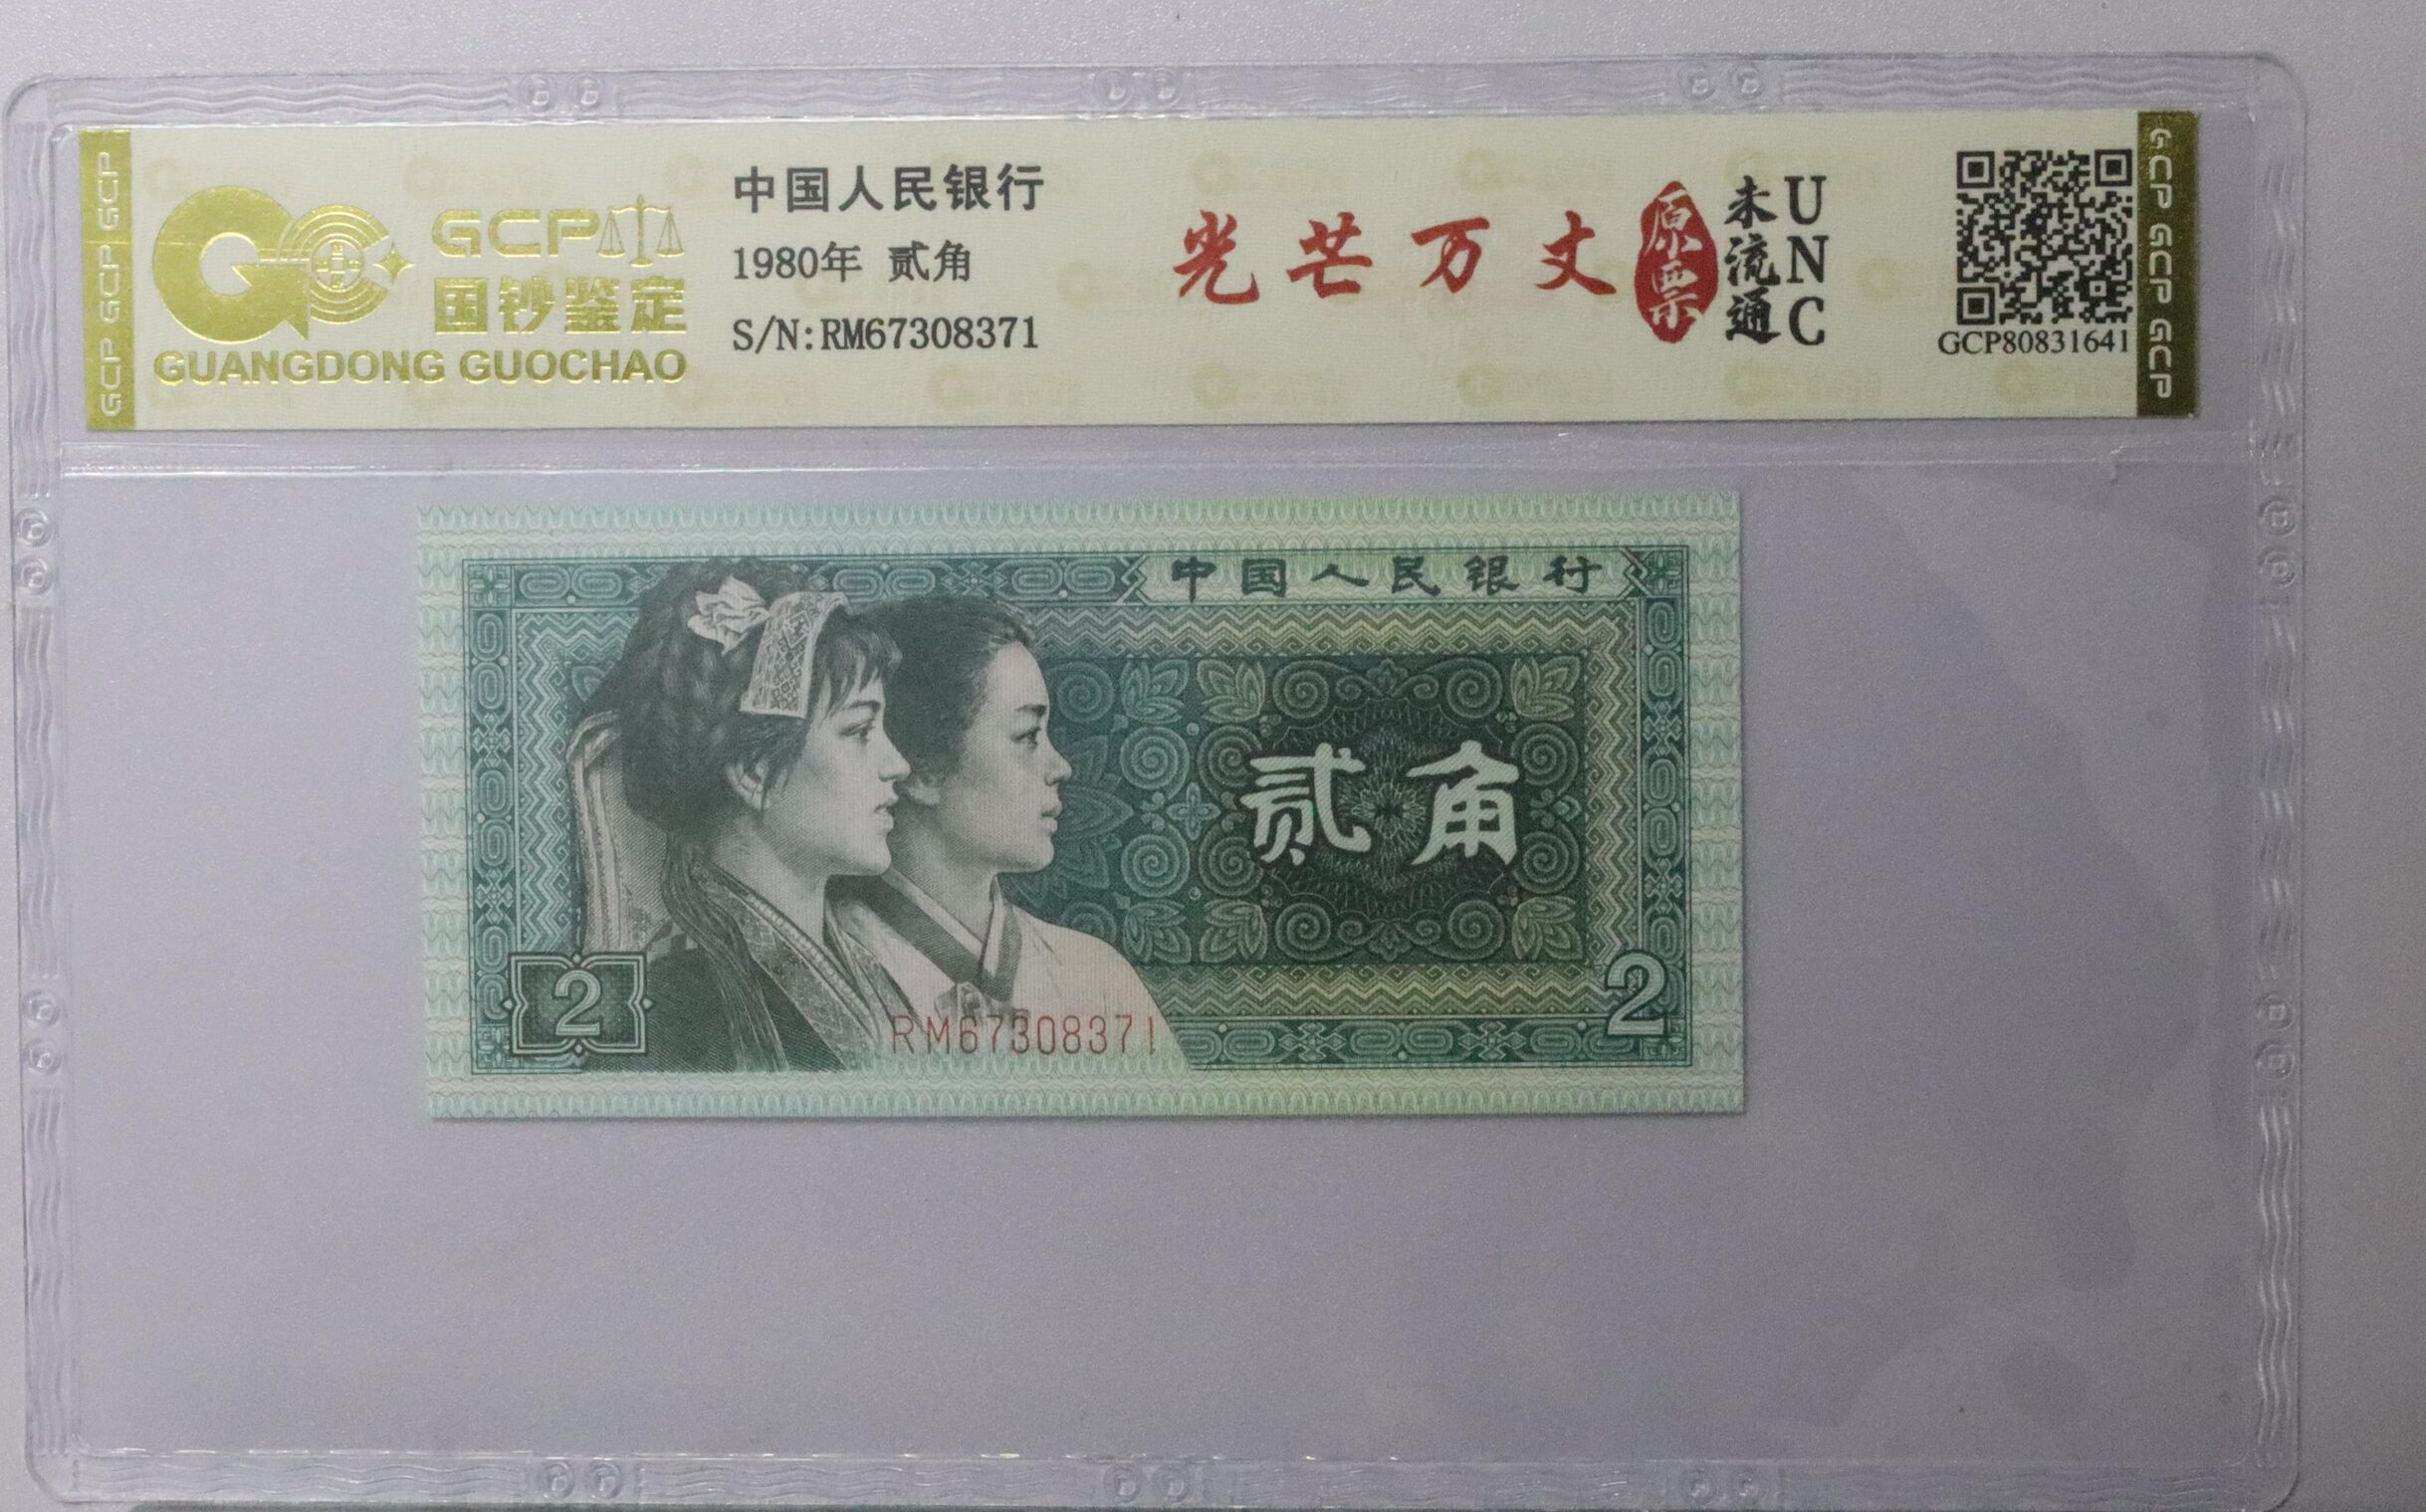 GCP GCP GCP
GCP
国钞鉴定
GUANGDONG GUOCHAO
中国人民银行
1980年 贰角
S/N:RM67308371
光芒万丈
原票
未流通
UNC
GCP80831641
GCP GCP GCP
中国人民银行
贰角
2
2
RM67308371